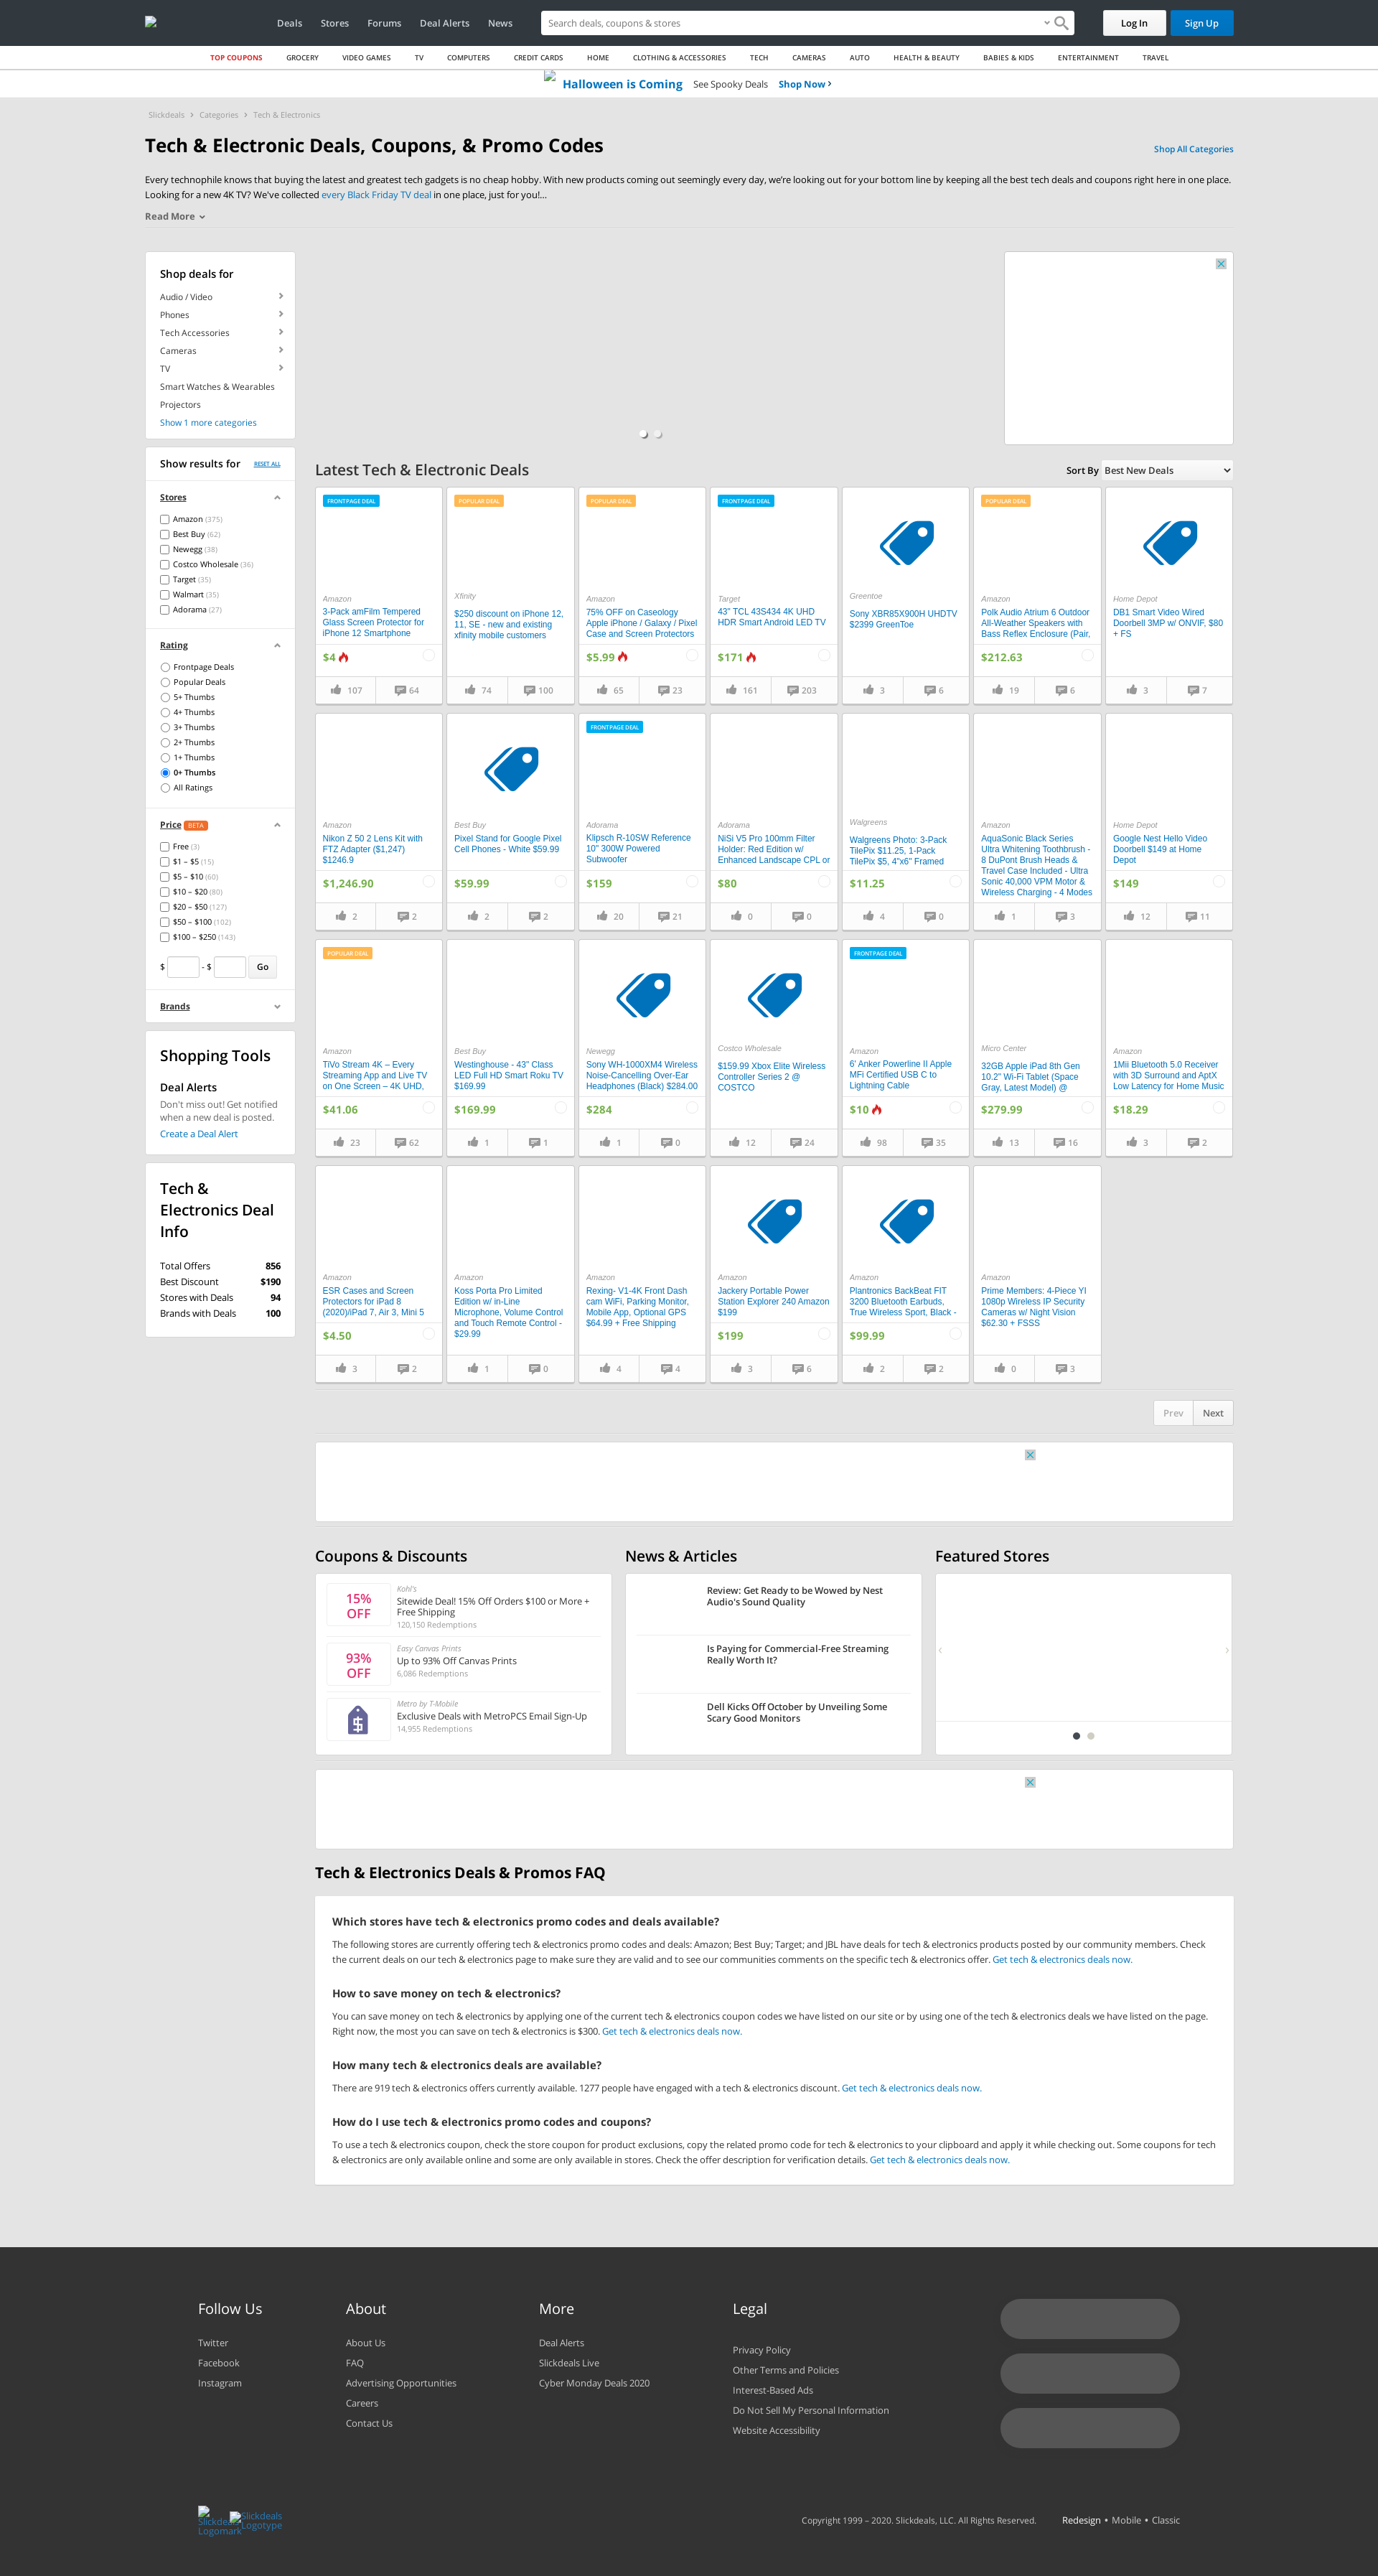 Deals
Stores
Forums
Deal Alerts
News
Search deals, coupons & stores
Log In
Sign Up
TOP COUPONS
GROCERY
VIDEO GAMES
TV
COMPUTERS
CREDIT CARDS
HOME
CLOTHING & ACCESSORIES
TECH
CAMERAS
AUTO
HEALTH & BEAUTY
BABIES & KIDS
ENTERTAINMENT
TRAVEL
Halloween is Coming See Spooky Deals Shop Now
Slickdeals > Categories > Tech & Electronics
Tech & Electronic Deals, Coupons, & Promo Codes
Shop All Categories
Every technophile knows that buying the latest and greatest tech gadgets is no cheap hobby. With new products coming out seemingly every day, we're looking out for your bottom line by keeping all the best tech deals and coupons right here in one place.
Looking for a new 4K TV? We've collected every Black Friday TV deal in one place, just for you!...
Read More
Shop deals for
Audio / Video
Phones
Tech Accessories
Cameras
TV
Smart Watches & Wearables
Projectors
Show 1 more categories
Show results for
RESET ALL
Stores
Amazon (375)
Best Buy (62)
Newegg (38)
Costco Wholesale (36)
Target (35)
Walmart (35)
Adorama (27)
Rating
Frontpage Deals
Popular Deals
5+ Thumbs
4+ Thumbs
3+ Thumbs
2+ Thumbs
1+ Thumbs
0+ Thumbs
All Ratings
Price BETA
Free (3)
$1 – $5 (15)
$5 – $10 (60)
$10 – $20 (80)
$20 – $50 (127)
$50 – $100 (102)
$100 – $250 (143)
$ - $ Go
Brands
Shopping Tools
Deal Alerts
Don't miss out! Get notified
when a new deal is posted.
Create a Deal Alert
Tech &
Electronics Deal
Info
Total Offers 856
Best Discount $190
Stores with Deals 94
Brands with Deals 100
Latest Tech & Electronic Deals
Sort By Best New Deals
FRONTPAGE DEAL
Amazon
3-Pack amFilm Tempered
Glass Screen Protector for
iPhone 12 Smartphone
$4
107 64
POPULAR DEAL
Xfinity
$250 discount on iPhone 12,
11, SE - new and existing
xfinity mobile customers
74 100
POPULAR DEAL
Amazon
75% OFF on Caseology
Apple iPhone / Galaxy / Pixel
Case and Screen Protectors
$5.99
65 23
FRONTPAGE DEAL
Target
43" TCL 43S434 4K UHD
HDR Smart Android LED TV
$171
161 203
Greentoe
Sony XBR85X900H UHDTV
$2399 GreenToe
3 6
POPULAR DEAL
Amazon
Polk Audio Atrium 6 Outdoor
All-Weather Speakers with
Bass Reflex Enclosure (Pair,
$212.63
19 6
Home Depot
DB1 Smart Video Wired
Doorbell 3MP w/ ONVIF, $80
+ FS
3 7
Amazon
Nikon Z 50 2 Lens Kit with
FTZ Adapter ($1,247)
$1246.9
$1,246.90
2 2
Best Buy
Pixel Stand for Google Pixel
Cell Phones - White $59.99
$59.99
2 2
FRONTPAGE DEAL
Adorama
Klipsch R-10SW Reference
10" 300W Powered
Subwoofer
$159
20 21
Adorama
NiSi V5 Pro 100mm Filter
Holder: Red Edition w/
Enhanced Landscape CPL or
$80
0 0
Walgreens
Walgreens Photo: 3-Pack
TilePix $11.25, 1-Pack
TilePix $5, 4"x6" Framed
$11.25
4 0
Amazon
AquaSonic Black Series
Ultra Whitening Toothbrush -
8 DuPont Brush Heads &
Travel Case Included - Ultra
Sonic 40,000 VPM Motor &
Wireless Charging - 4 Modes
1 3
Home Depot
Google Nest Hello Video
Doorbell $149 at Home
Depot
$149
12 11
POPULAR DEAL
Amazon
TiVo Stream 4K – Every
Streaming App and Live TV
on One Screen – 4K UHD,
$41.06
23 62
Best Buy
Westinghouse - 43" Class
LED Full HD Smart Roku TV
$169.99
$169.99
1 1
Newegg
Sony WH-1000XM4 Wireless
Noise-Cancelling Over-Ear
Headphones (Black) $284.00
$284
1 0
Costco Wholesale
$159.99 Xbox Elite Wireless
Controller Series 2 @
COSTCO
12 24
FRONTPAGE DEAL
Amazon
6' Anker Powerline II Apple
MFi Certified USB C to
Lightning Cable
$10
98 35
Micro Center
32GB Apple iPad 8th Gen
10.2" Wi-Fi Tablet (Space
Gray, Latest Model) @
$279.99
13 16
Amazon
1Mii Bluetooth 5.0 Receiver
with 3D Surround and AptX
Low Latency for Home Music
$18.29
3 2
Amazon
ESR Cases and Screen
Protectors for iPad 8
(2020)/iPad 7, Air 3, Mini 5
$4.50
3 2
Amazon
Koss Porta Pro Limited
Edition w/ in-Line
Microphone, Volume Control
and Touch Remote Control -
$29.99
1 0
Amazon
Rexing- V1-4K Front Dash
cam WiFi, Parking Monitor,
Mobile App, Optional GPS
$64.99 + Free Shipping
4 4
Amazon
Jackery Portable Power
Station Explorer 240 Amazon
$199
$199
3 6
Amazon
Plantronics BackBeat FIT
3200 Bluetooth Earbuds,
True Wireless Sport, Black -
$99.99
2 2
Amazon
Prime Members: 4-Piece YI
1080p Wireless IP Security
Cameras w/ Night Vision
$62.30 + FSSS
0 3
Prev Next
Coupons & Discounts
15%
OFF
Kohl's
Sitewide Deal! 15% Off Orders $100 or More +
Free Shipping
120,150 Redemptions
93%
OFF
Easy Canvas Prints
Up to 93% Off Canvas Prints
6,086 Redemptions
Metro by T-Mobile
Exclusive Deals with MetroPCS Email Sign-Up
14,955 Redemptions
News & Articles
Review: Get Ready to be Wowed by Nest
Audio's Sound Quality
Is Paying for Commercial-Free Streaming
Really Worth It?
Dell Kicks Off October by Unveiling Some
Scary Good Monitors
Featured Stores
Tech & Electronics Deals & Promos FAQ
Which stores have tech & electronics promo codes and deals available?
The following stores are currently offering tech & electronics promo codes and deals: Amazon; Best Buy; Target; and JBL have deals for tech & electronics products posted by our community members. Check
the current deals on our tech & electronics page to make sure they are valid and to see our communities comments on the specific tech & electronics offer. Get tech & electronics deals now.
How to save money on tech & electronics?
You can save money on tech & electronics by applying one of the current tech & electronics coupon codes we have listed on our site or by using one of the tech & electronics deals we have listed on the page.
Right now, the most you can save on tech & electronics is $300. Get tech & electronics deals now.
How many tech & electronics deals are available?
There are 919 tech & electronics offers currently available. 1277 people have engaged with a tech & electronics discount. Get tech & electronics deals now.
How do I use tech & electronics promo codes and coupons?
To use a tech & electronics coupon, check the store coupon for product exclusions, copy the related promo code for tech & electronics to your clipboard and apply it while checking out. Some coupons for tech
& electronics are only available online and some are only available in stores. Check the offer description for verification details. Get tech & electronics deals now.
Follow Us
Twitter
Facebook
Instagram
About
About Us
FAQ
Advertising Opportunities
Careers
Contact Us
More
Deal Alerts
Slickdeals Live
Cyber Monday Deals 2020
Legal
Privacy Policy
Other Terms and Policies
Interest-Based Ads
Do Not Sell My Personal Information
Website Accessibility
Slickdeals
Logomark
Slickdeals
Logotype
Copyright 1999 – 2020. Slickdeals, LLC. All Rights Reserved.
Redesign • Mobile • Classic